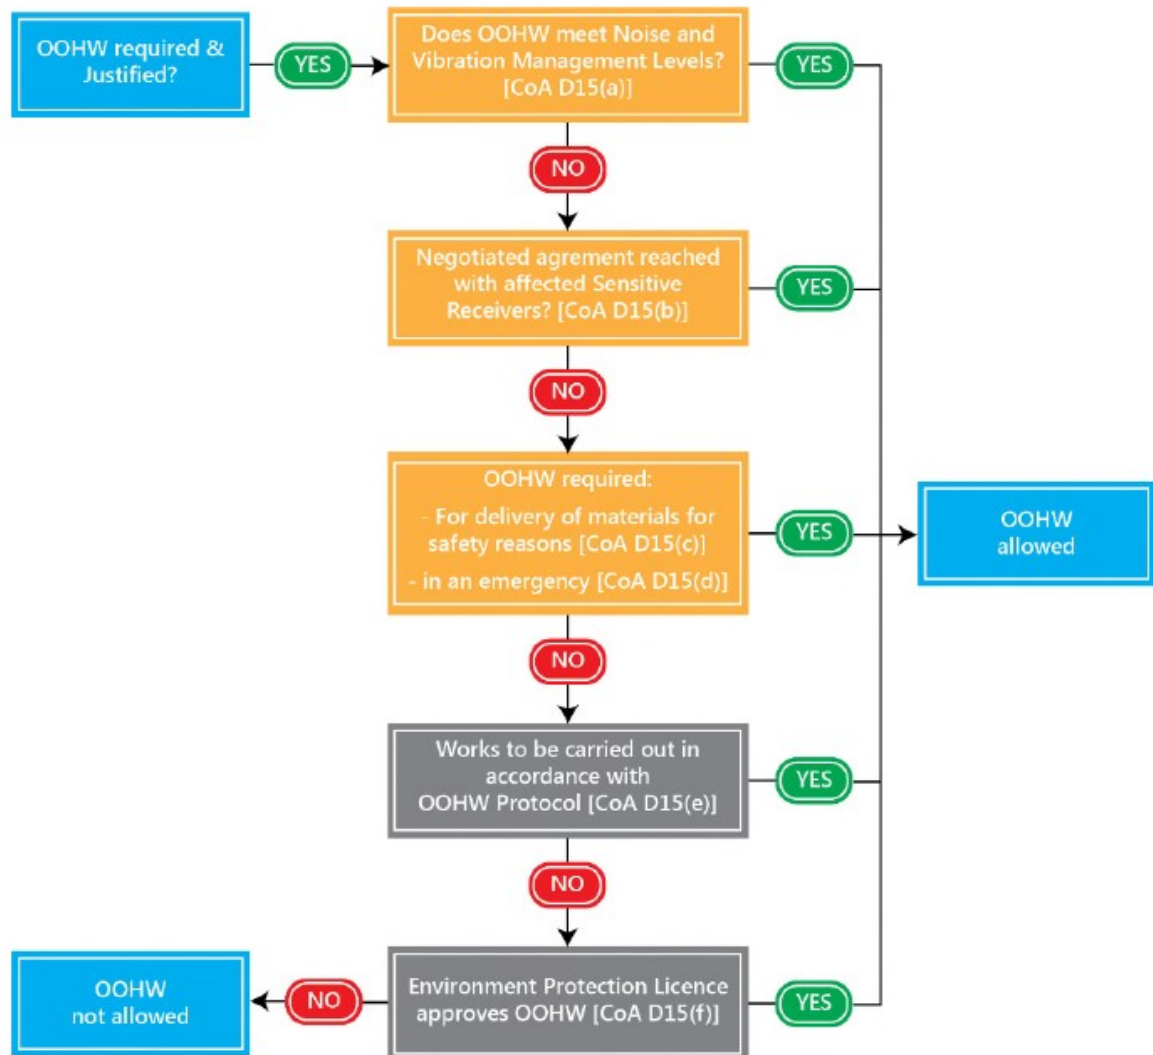 OOHW required &
Justified?
YES
Does OOHW meet Noise and
Vibration Management Levels?
[CoA D15(a)]
YES
NO
Negotiated agrement reached
with affected Sensitive
Receivers? [CoA D15(b)]
YES
NO
OOHW required:
- For delivery of materials for
safety reasons [CoA D15(c)]
- in an emergency [CoA D15(d)]
YES
OOHW
allowed
NO
Works to be carried out in
accordance with
OOHW Protocol [CoA D15(e)]
YES
NO
OOHW
not allowed
NO
Environment Protection Licence
approves OOHW [CoA D15(f)]
YES